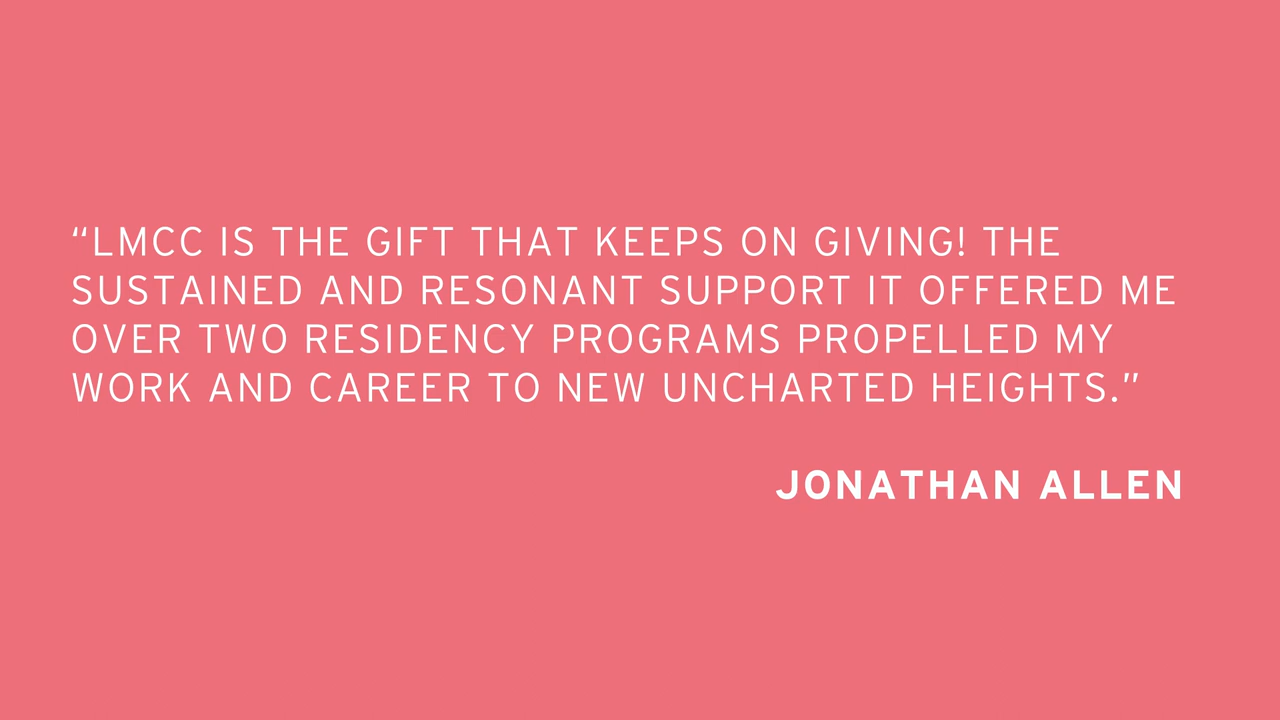 “LMCC IS THE GIFT THAT KEEPS ON GIVING! THE
SUSTAINED AND RESONANT SUPPORT IT OFFERED ME
OVER TWO RESIDENCY PROGRAMS PROPELLED MY
WORK AND CAREER TO NEW UNCHARTED HEIGHTS.”
JONATHAN ALLEN